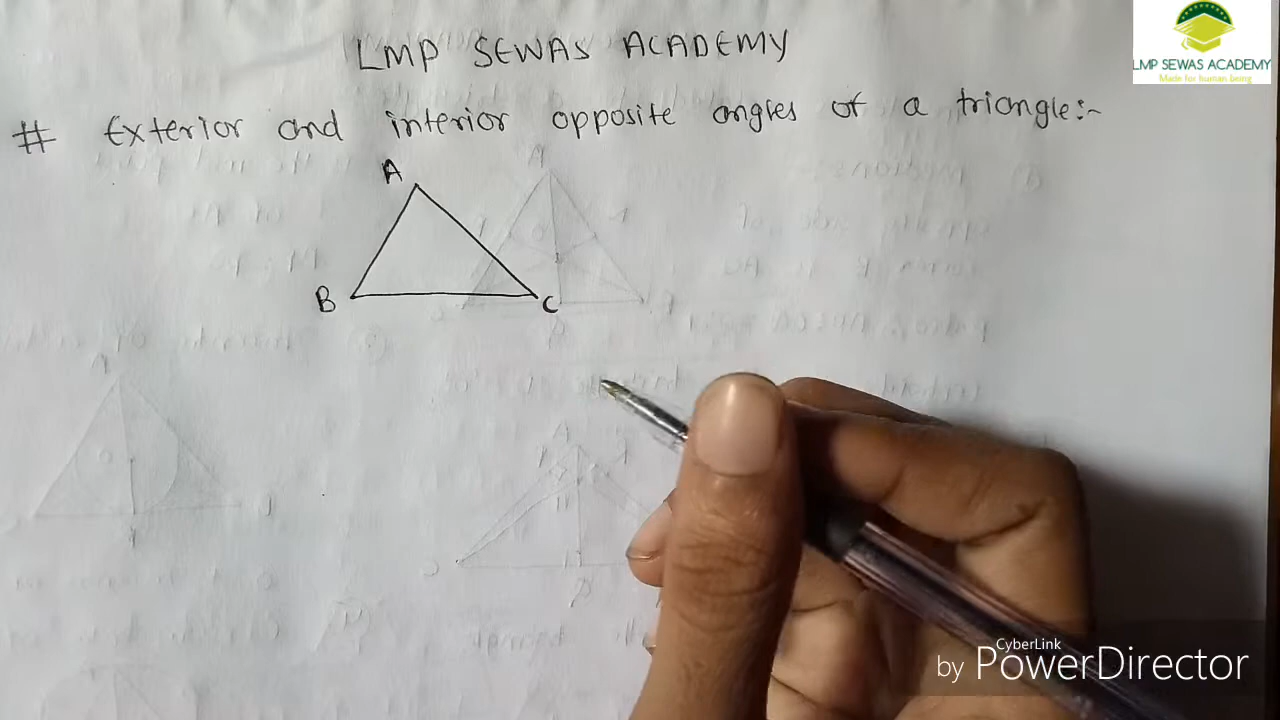 LMP SEWAS ACADEMY
LMP SEWAS ACADEMY
Made for human being
# Exterior and interior opposite angles of a triangle:-
A
B
C
CyberLink
by PowerDirector